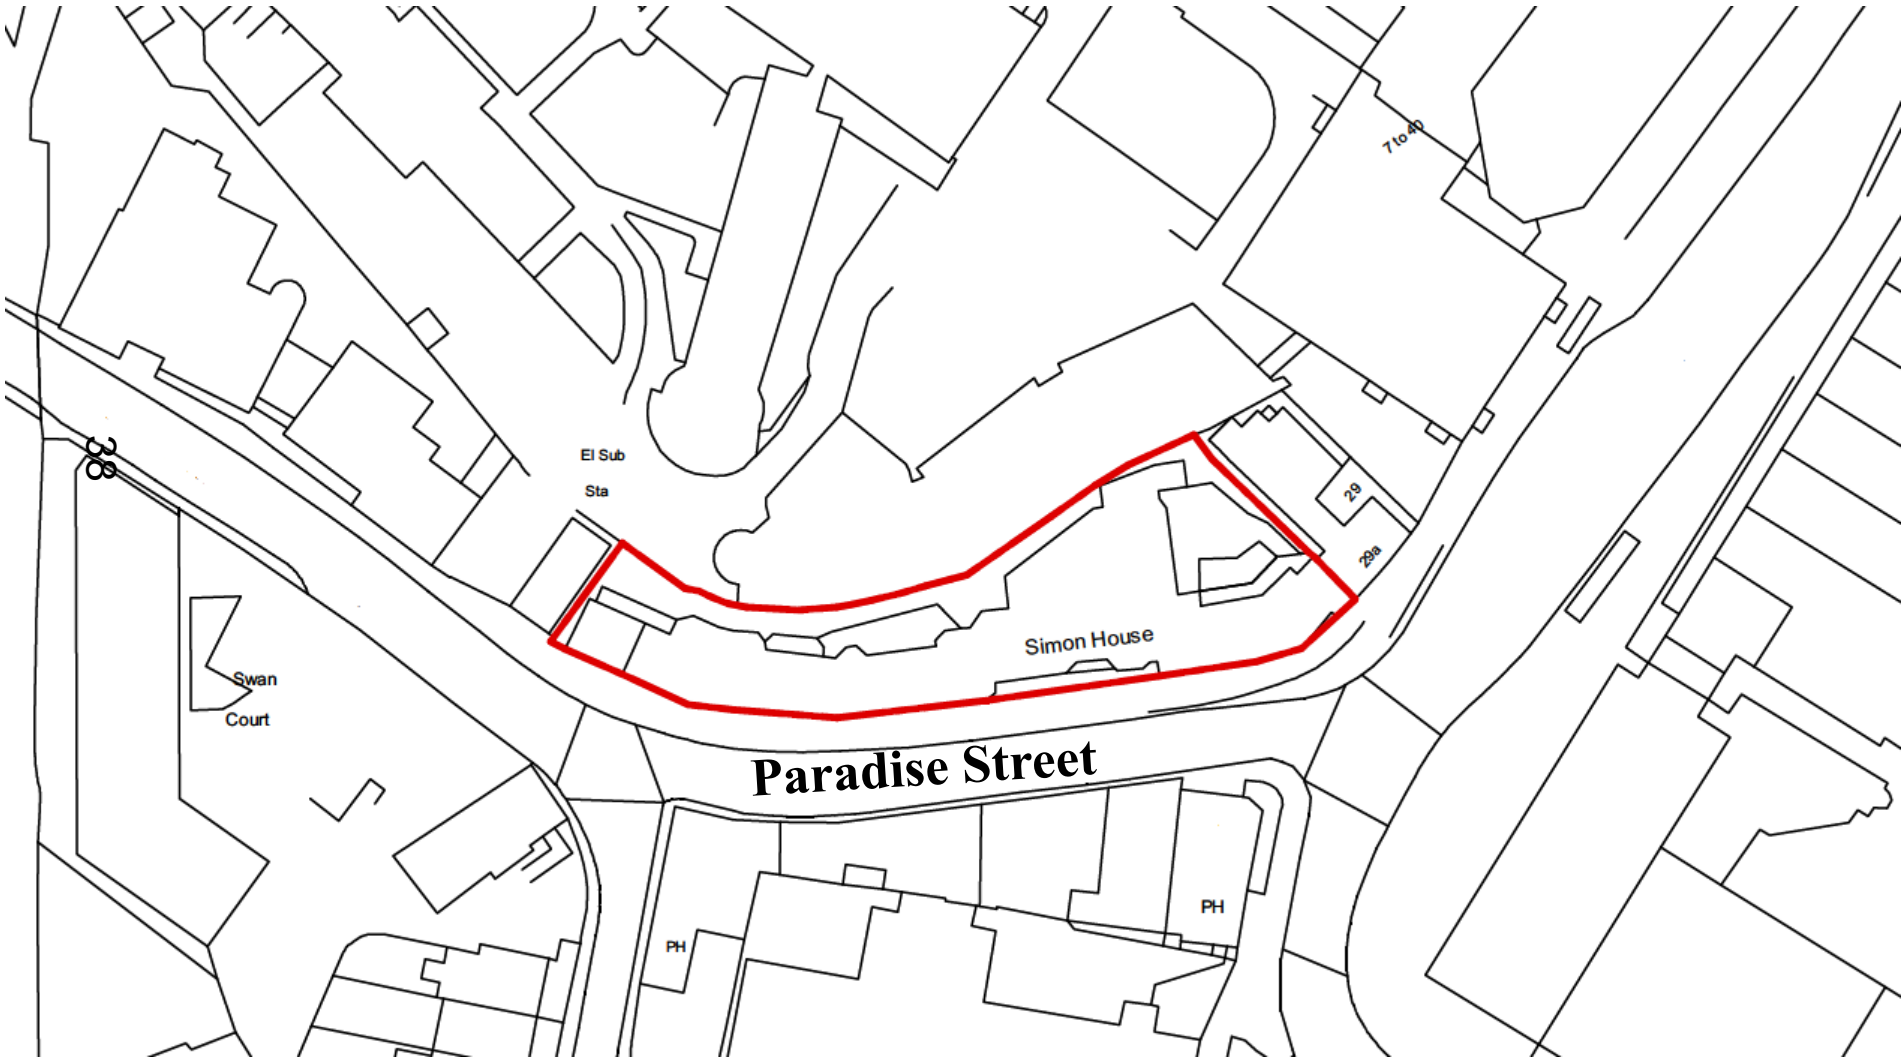 7 to 40
38
El Sub
Sta
29
29a
Simon House
Swan
Court
Paradise Street
PH
PH